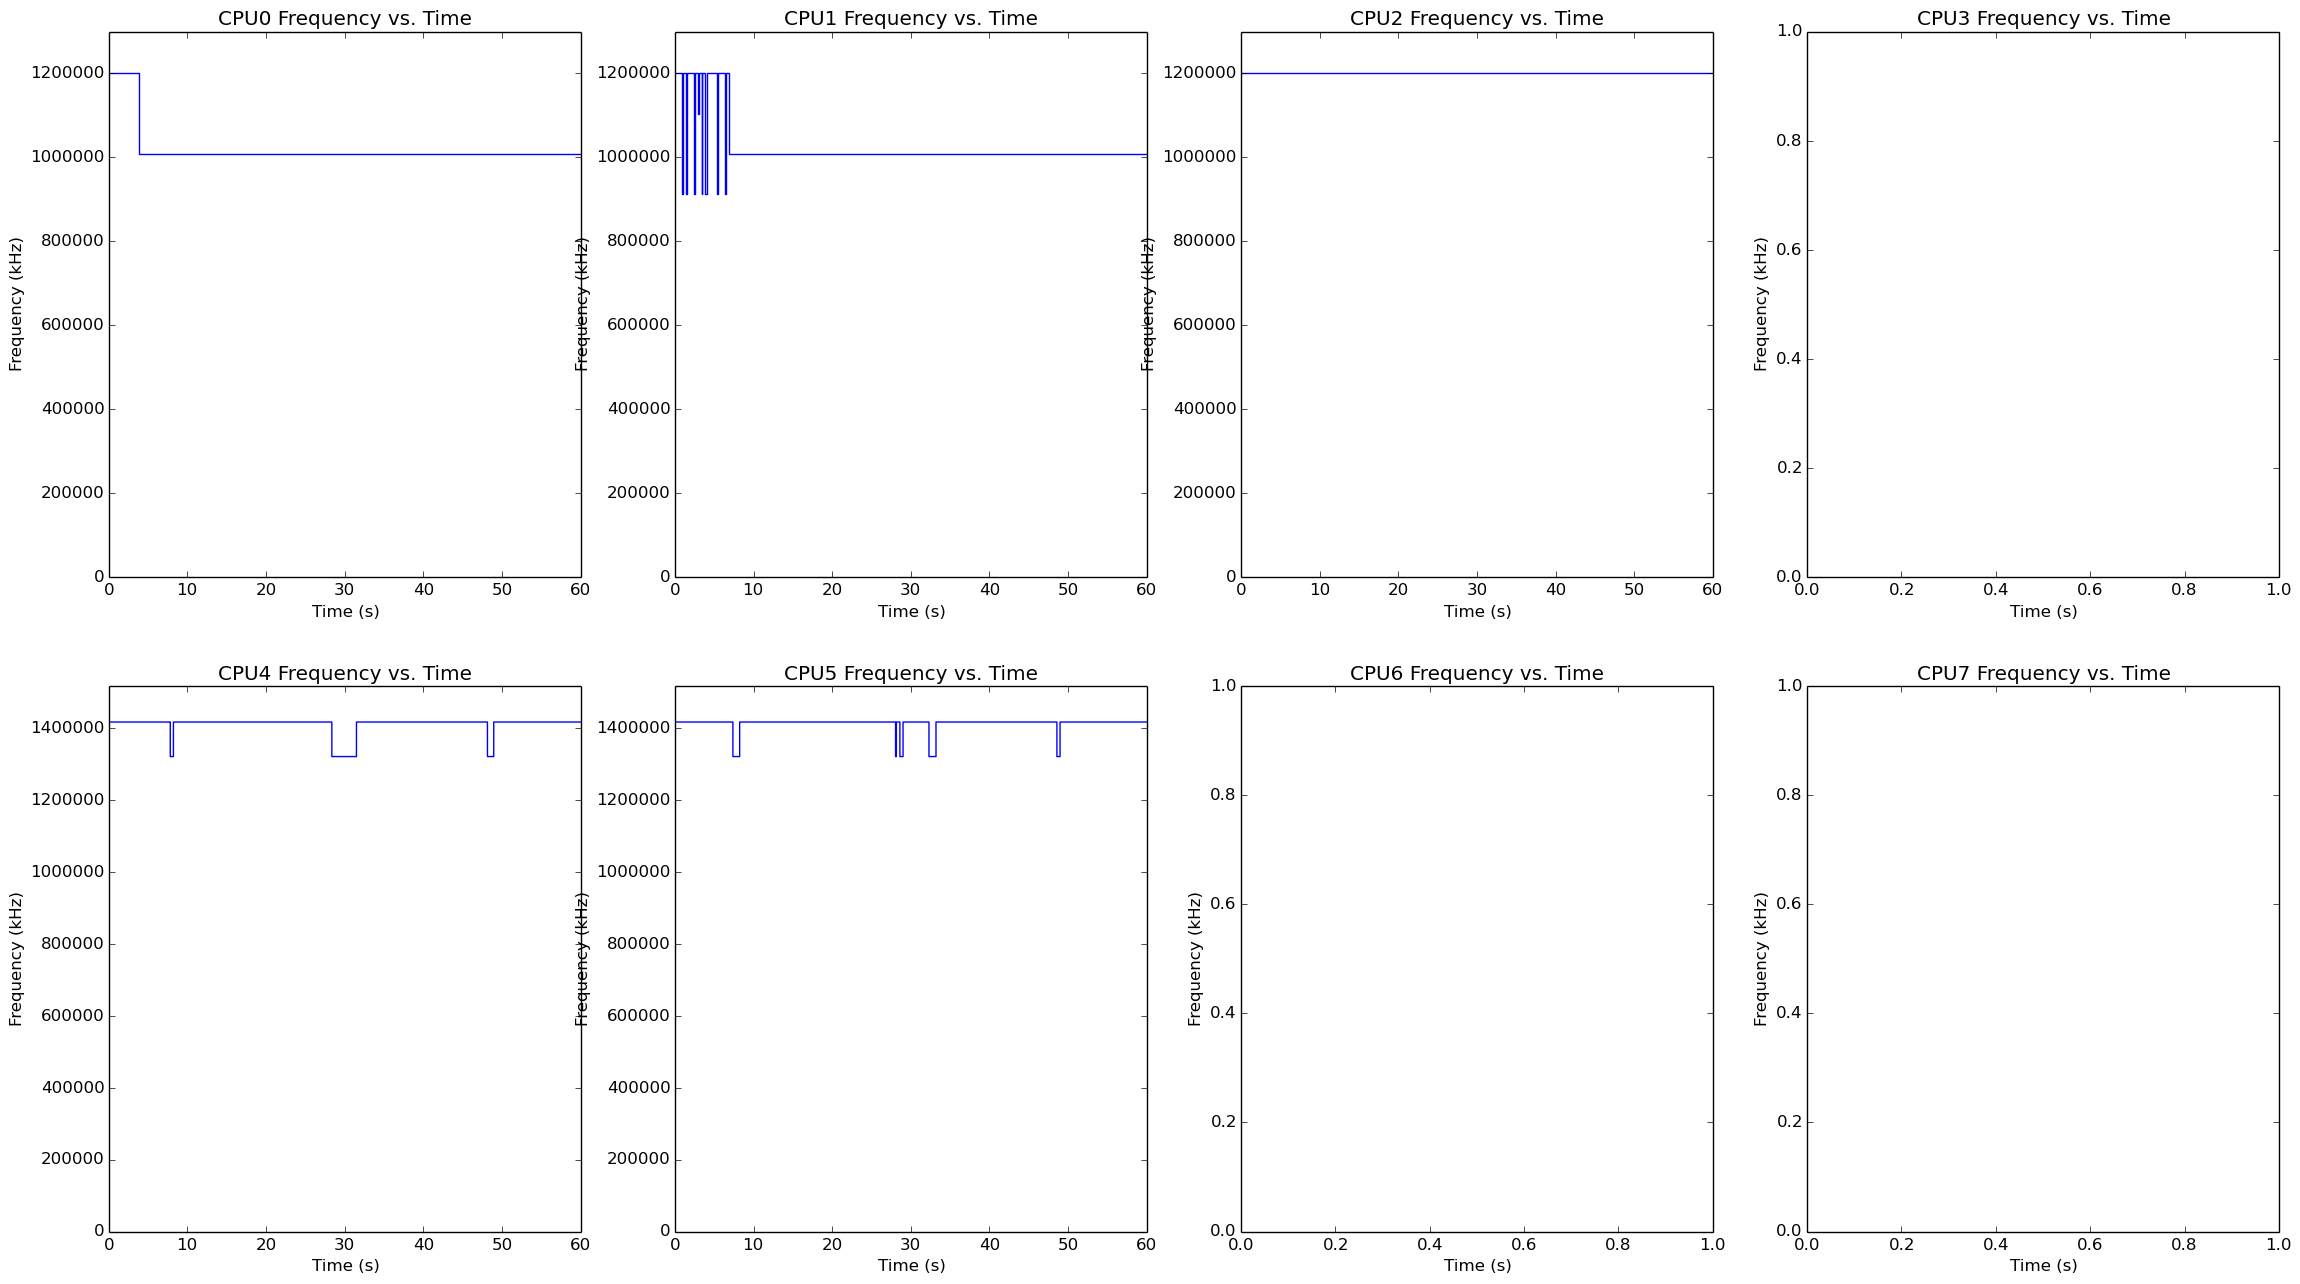 CPU0 Frequency vs. Time
1200000
1000000
800000
600000
400000
200000
0
Frequency (kHz)
0 10 20 30 40 50 60
Time (s)
CPU1 Frequency vs. Time
1200000
1000000
800000
600000
400000
200000
0
Frequency (kHz)
0 10 20 30 40 50 60
Time (s)
CPU2 Frequency vs. Time
1200000
1000000
800000
600000
400000
200000
0
Frequency (kHz)
0 10 20 30 40 50 60
Time (s)
CPU3 Frequency vs. Time
1.0
0.8
0.6
0.4
0.2
0.0
Frequency (kHz)
0.0 0.2 0.4 0.6 0.8 1.0
Time (s)
CPU4 Frequency vs. Time
1400000
1200000
1000000
800000
600000
400000
200000
0
Frequency (kHz)
0 10 20 30 40 50 60
Time (s)
CPU5 Frequency vs. Time
1400000
1200000
1000000
800000
600000
400000
200000
0
Frequency (kHz)
0 10 20 30 40 50 60
Time (s)
CPU6 Frequency vs. Time
1.0
0.8
0.6
0.4
0.2
0.0
Frequency (kHz)
0.0 0.2 0.4 0.6 0.8 1.0
Time (s)
CPU7 Frequency vs. Time
1.0
0.8
0.6
0.4
0.2
0.0
Frequency (kHz)
0.0 0.2 0.4 0.6 0.8 1.0
Time (s)